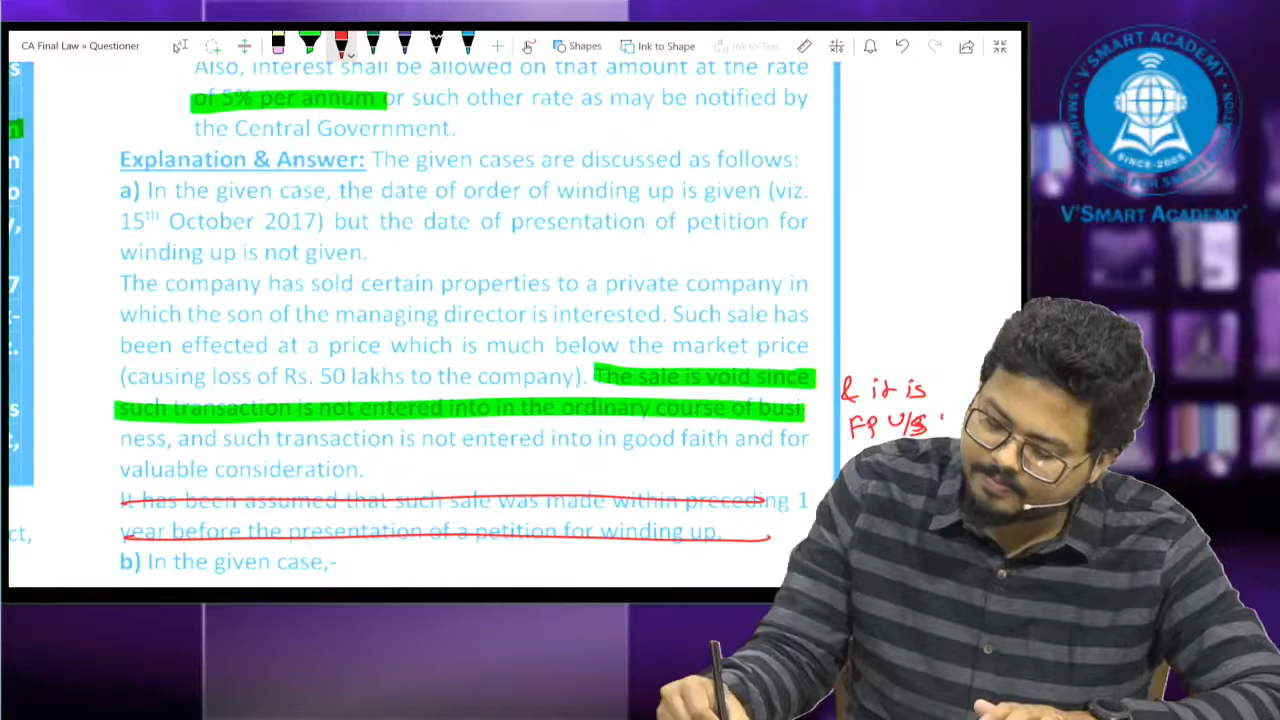 CA Final Law » Questioner
Shapes
Ink to Shape
Ink to Text
Also, interest shall be allowed on that amount at the rate
of 5% per annum or such other rate as may be notified by
the Central Government.
Explanation & Answer: The given cases are discussed as follows:
a) In the given case, the date of order of winding up is given (viz.
15th October 2017) but the date of presentation of petition for
winding up is not given.
The company has sold certain properties to a private company in
which the son of the managing director is interested. Such sale has
been effected at a price which is much below the market price
(causing loss of Rs. 50 lakhs to the company). The sale is void since
such transaction is not entered into in the ordinary course of busi
ness, and such transaction is not entered into in good faith and for
valuable consideration.
It has been assumed that such sale was made within preceding 1
year before the presentation of a petition for winding up.
b) In the given case,-
& it is
FP U/s
ct,
V'SMART ACADEMY
SINCE-2005
V'SMART ACADEMY